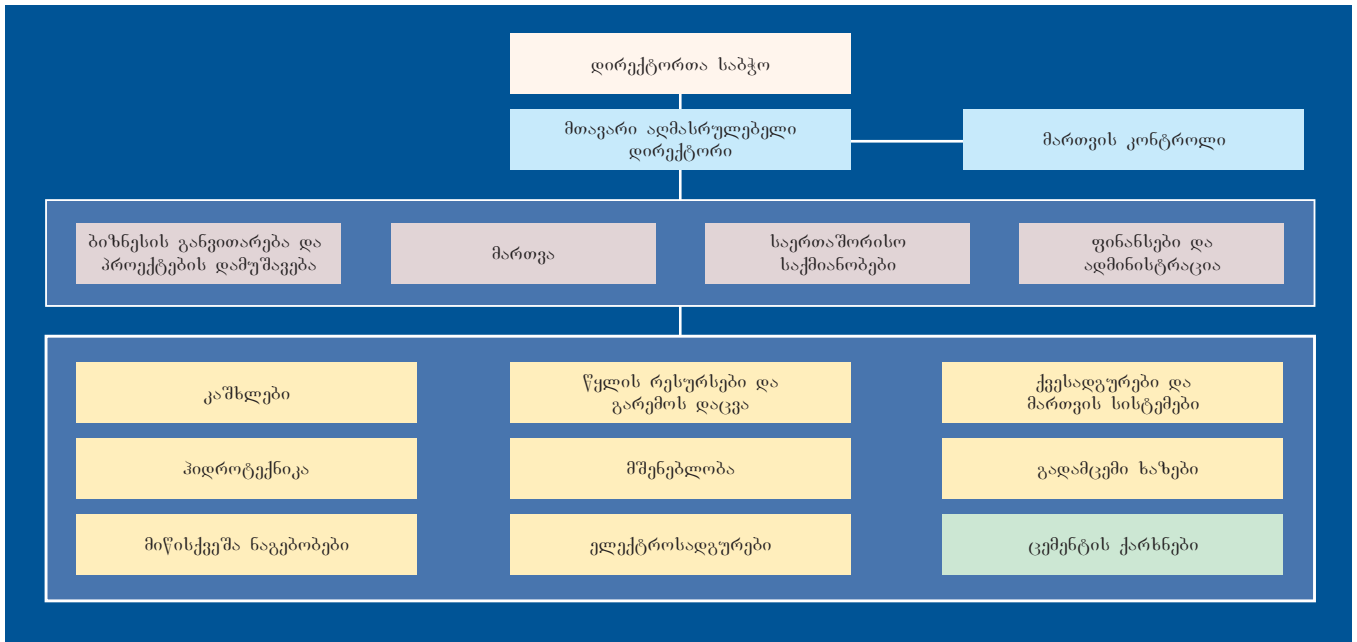 დირექტორთა საბჭო
მთავარი აღმასრულებელი
დირექტორი
მართვის კონტროლი
ბიზნესის განვითარება და
პროექტების დამუშავება
მართვა
საერთაშორისო
საქმიანობები
ფინანსები და
ადმინისტრაცია
კაშხლები
წყლის რესურსები და
გარემოს დაცვა
ქვესადგურები და
მართვის სისტემები
ჰიდროტექნიკა
მშენებლობა
გადამცემი ხაზები
მიწისქვეშა ნაგებობები
ელექტროსადგურები
ცემენტის ქარხნები